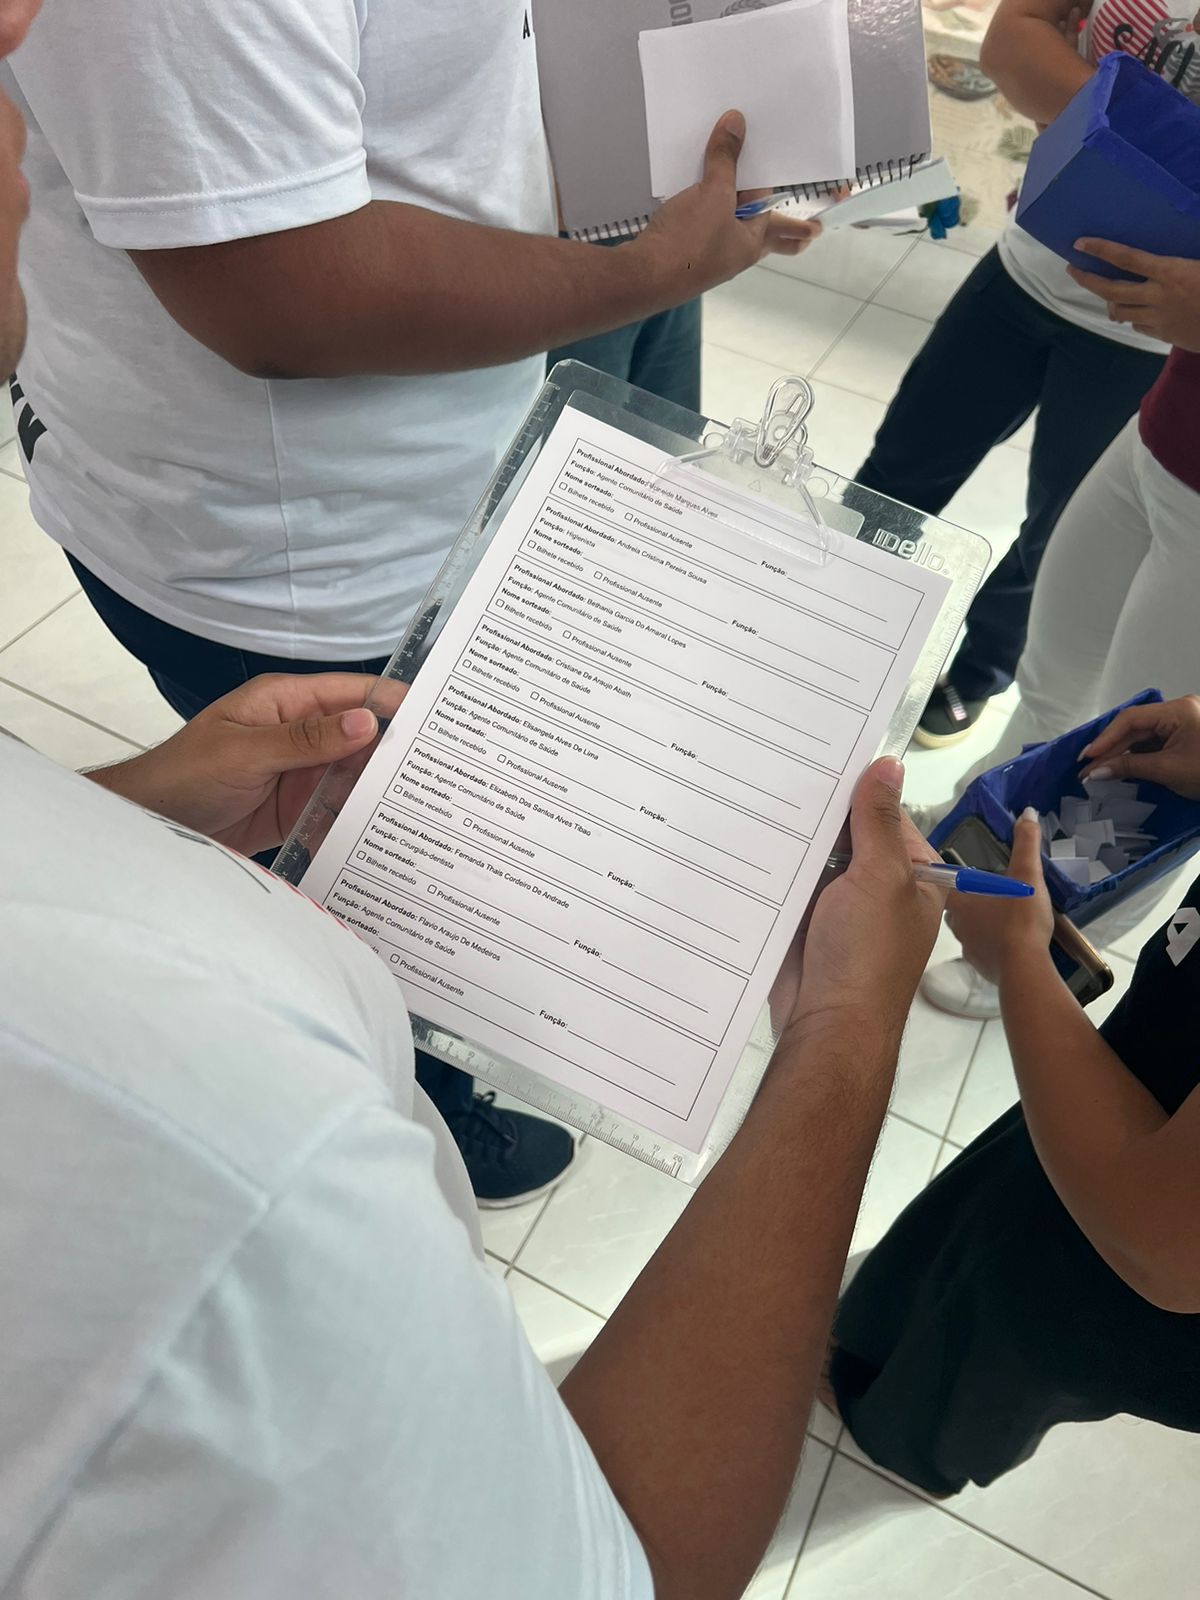 SACI
Profissional Abordado: Marques Alves
Função: Agente Comunitário de Saúde
Nome sorteado: Função:
Bilhete recebido Profissional Ausente
dello
Profissional Abordado: Andreia Cristina Pereira Sousa
Função: Higienista
Nome sorteado: Função:
Bilhete recebido Profissional Ausente
Profissional Abordado: Bethania Garcia Do Amaral Lopes
Função: Agente Comunitário de Saúde
Nome sorteado: Função:
Bilhete recebido Profissional Ausente
Profissional Abordado: Cristiane De Araujo Abath
Função: Agente Comunitário de Saúde
Nome sorteado: Função:
Bilhete recebido Profissional Ausente
Profissional Abordado: Elisangela Alves De Lima
Função: Agente Comunitário de Saúde
Nome sorteado: Função:
Bilhete recebido Profissional Ausente
Profissional Abordado: Elizabeth Dos Santos Alves Tibao
Função: Agente Comunitário de Saúde
Nome sorteado: Função:
Bilhete recebido Profissional Ausente
Profissional Abordado: Fernanda Thais Cordeiro De Andrade
Função: Cirurgião-dentista
Nome sorteado: Função:
Bilhete recebido Profissional Ausente
Profissional Abordado: Flavio Araujo De Medeiros
Função: Agente Comunitário de Saúde
Nome sorteado: Função:
Profissional Ausente